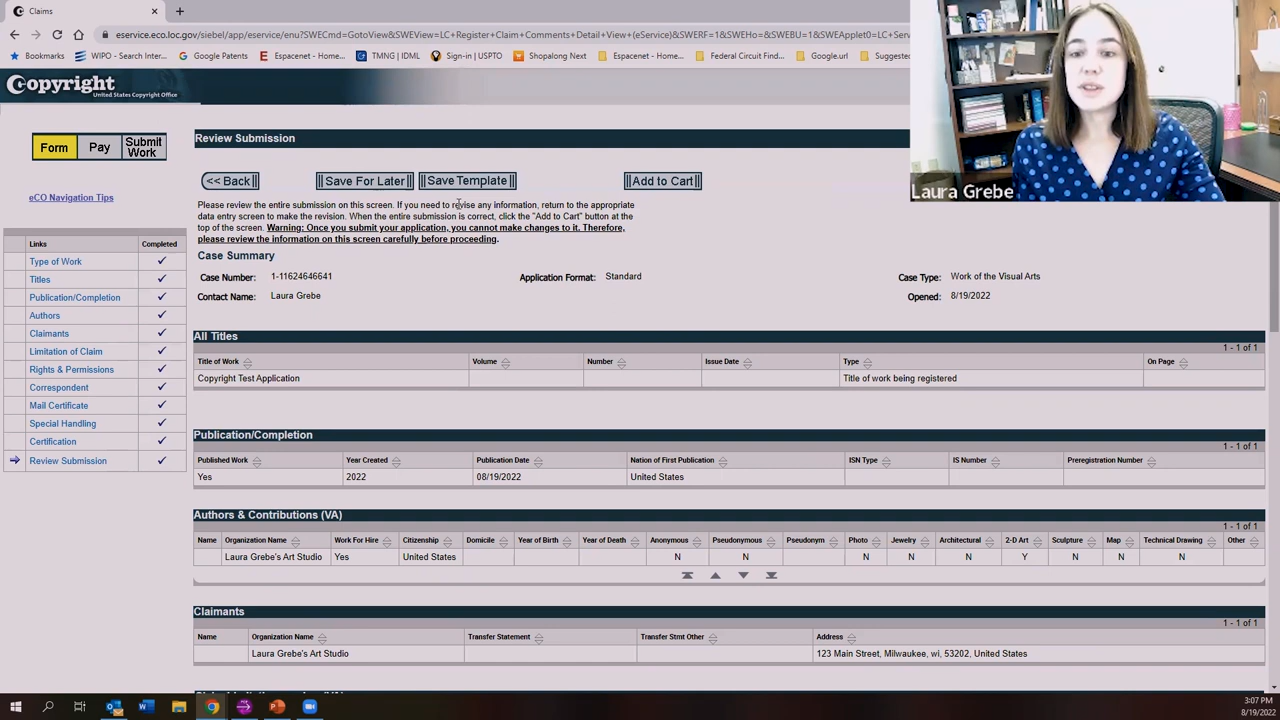 Claims
eservice.eco.loc.gov/siebel/app/eservice/enu?SWECmd=GotoView&SWEView=LC+Register+Claim+Comments+Detail+View+(eService)&SWERF=1&SWEHo=&SWEBU=1&SWEApplet0=LC+Serv
Bookmarks WIPO - Search Inter... Google Patents Espacenet - Home... TMNG | IDML Sign-in | USPTO Shopalong Next Espacenet - Home... Federal Circuit Find... Google.url Suggested
Copyright
United States Copyright Office
Laura Grebe
Form Pay Submit Work
eCO Navigation Tips
Links Completed
Type of Work ✓
Titles ✓
Publication/Completion ✓
Authors ✓
Claimants ✓
Limitation of Claim ✓
Rights & Permissions ✓
Correspondent ✓
Mail Certificate ✓
Special Handling ✓
Certification ✓
Review Submission ✓
Review Submission
<< Back Save For Later Save Template Add to Cart
Please review the entire submission on this screen. If you need to revise any information, return to the appropriate
data entry screen to make the revision. When the entire submission is correct, click the "Add to Cart" button at the
top of the screen. Warning: Once you submit your application, you cannot make changes to it. Therefore,
please review the information on this screen carefully before proceeding.
Case Summary
Case Number: 1-11624646641 Application Format: Standard Case Type: Work of the Visual Arts
Contact Name: Laura Grebe Opened: 8/19/2022
All Titles
1 - 1 of 1
Title of Work Volume Number Issue Date Type On Page
Copyright Test Application Title of work being registered
Publication/Completion
1 - 1 of 1
Published Work Year Created Publication Date Nation of First Publication ISN Type IS Number Preregistration Number
Yes 2022 08/19/2022 United States
Authors & Contributions (VA)
1 - 1 of 1
Name Organization Name Work For Hire Citizenship Domicile Year of Birth Year of Death Anonymous Pseudonymous Pseudonym Photo Jewelry Architectural 2-D Art Sculpture Map Technical Drawing Other
Laura Grebe's Art Studio Yes United States N N N N N Y N N N
Claimants
1 - 1 of 1
Name Organization Name Transfer Statement Transfer Stmt Other Address
Laura Grebe's Art Studio 123 Main Street, Milwaukee, wi, 53202, United States
3:07 PM
8/19/2022